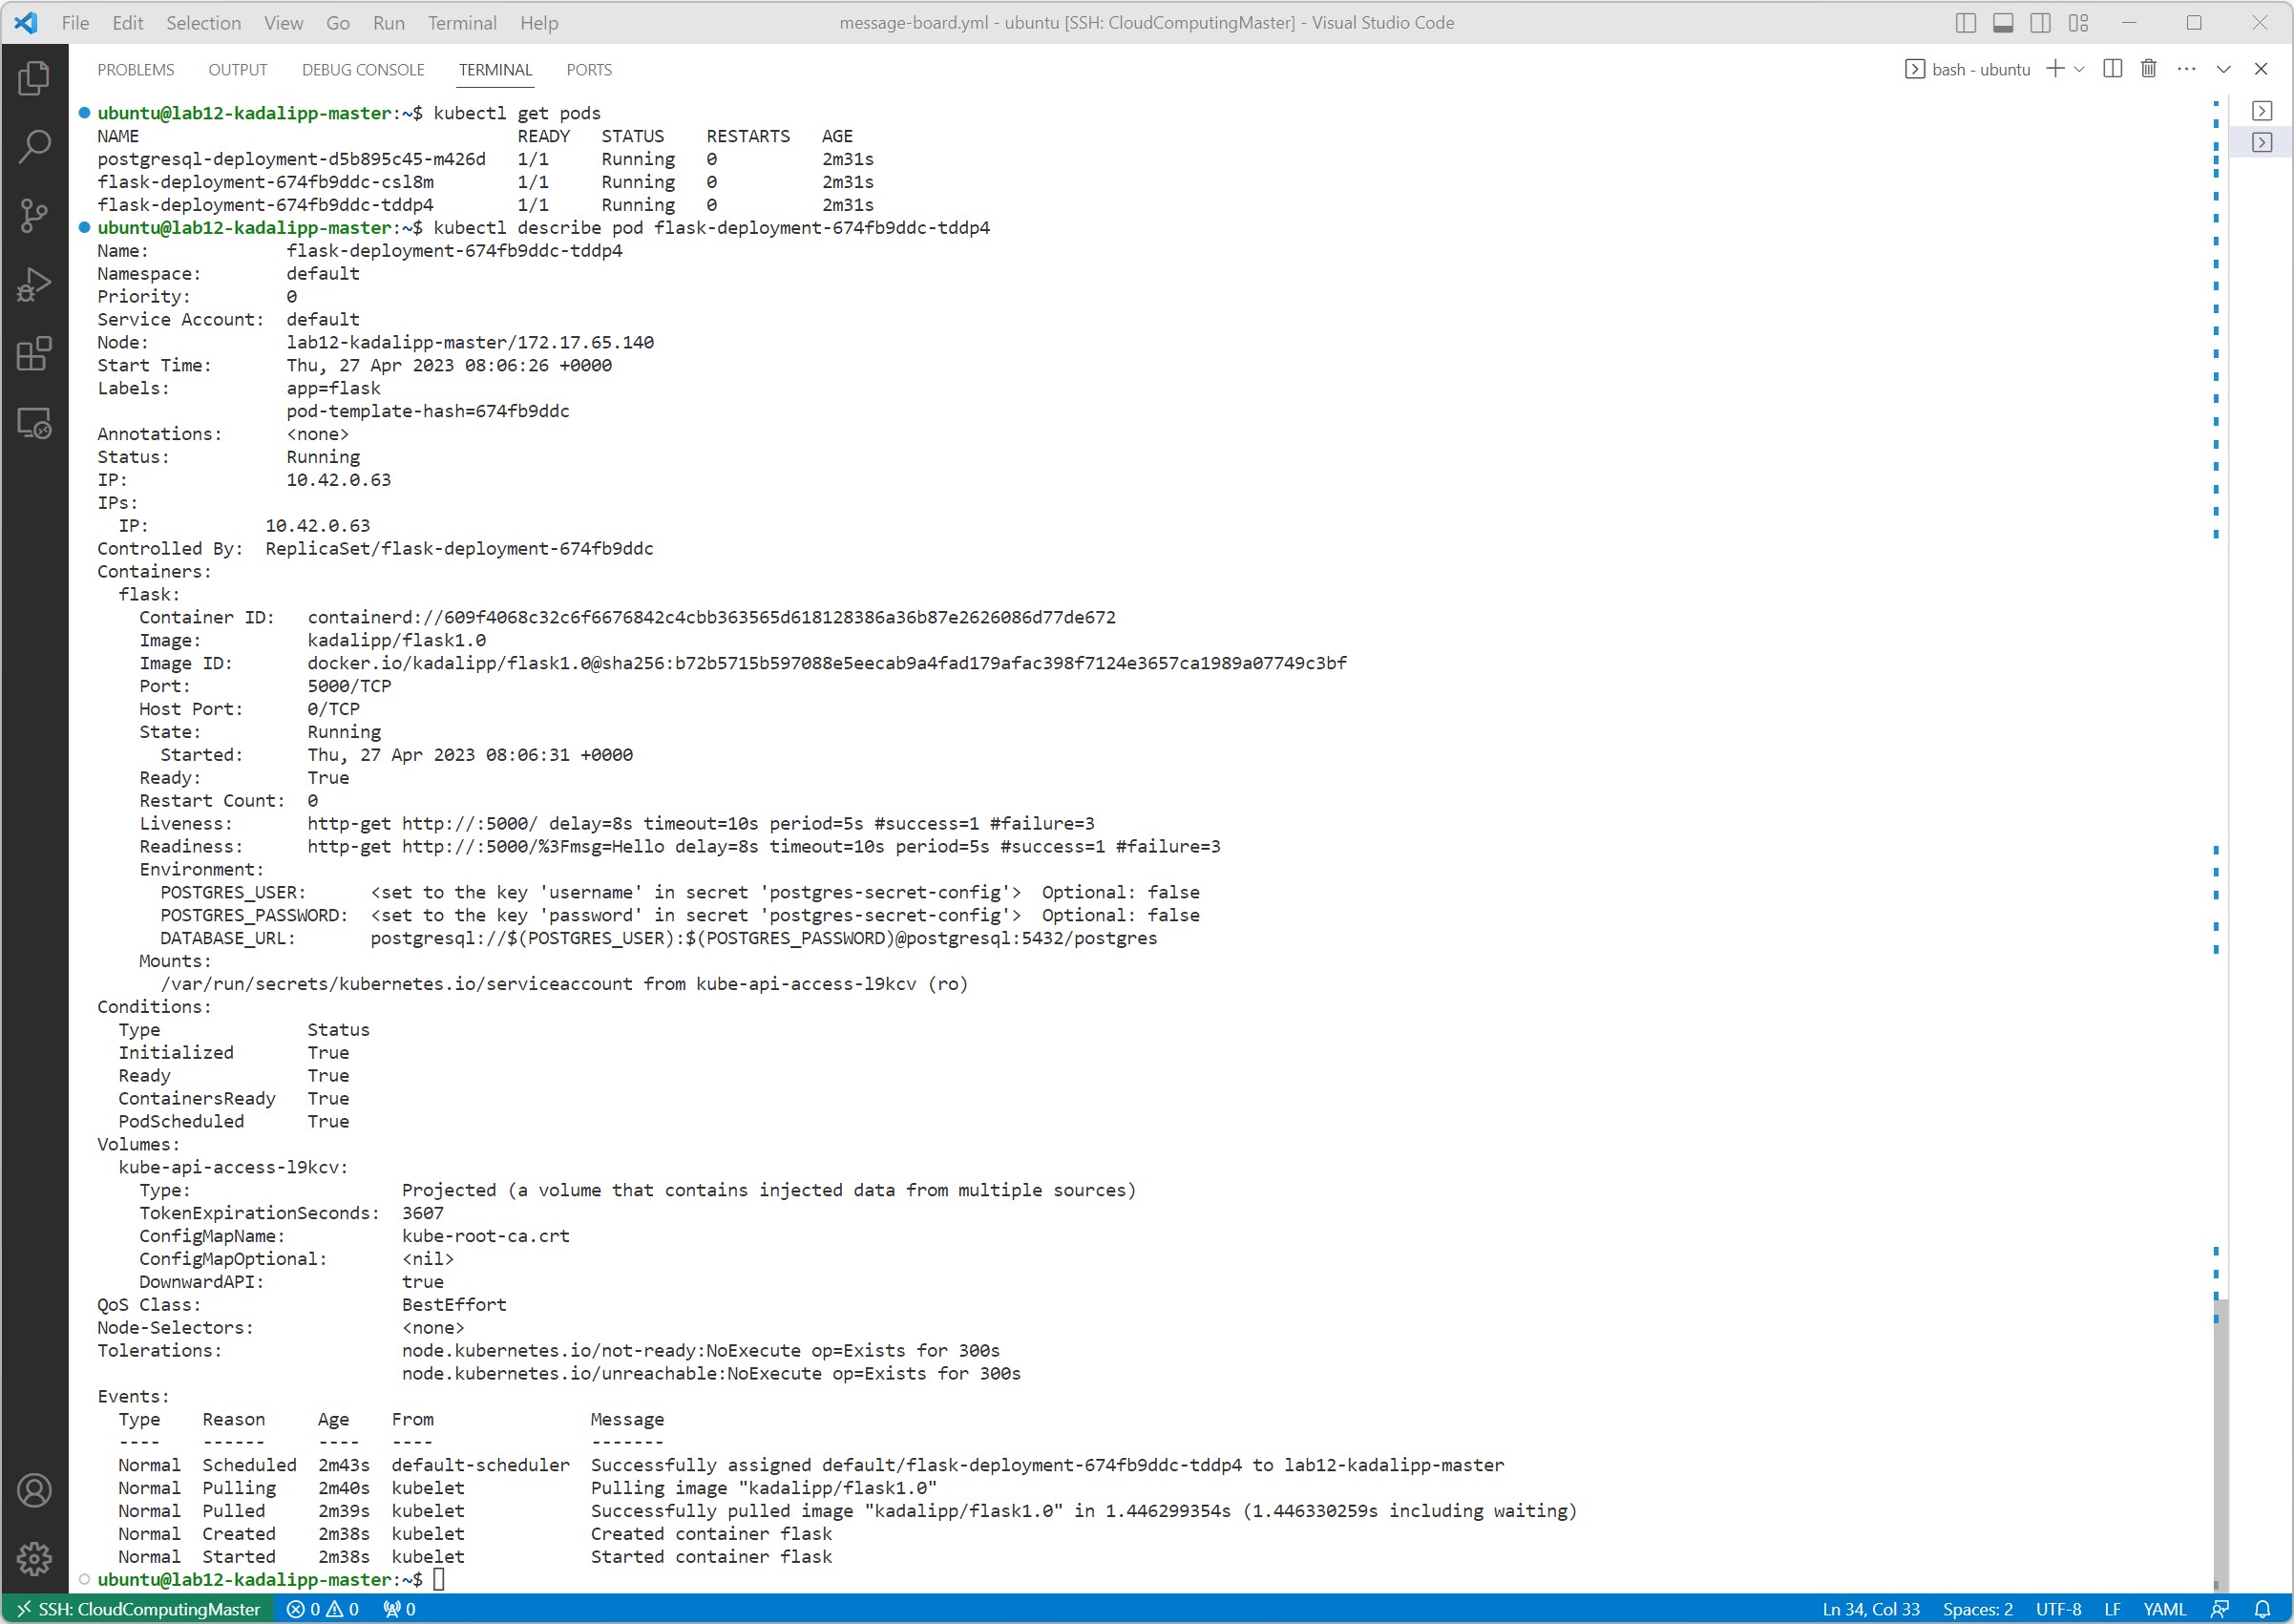 File Edit Selection View Go Run Terminal Help message-board.yml - ubuntu [SSH: CloudComputingMaster] - Visual Studio Code
PROBLEMS OUTPUT DEBUG CONSOLE TERMINAL PORTS bash - ubuntu
ubuntu@lab12-kadalipp-master:~$ kubectl get pods
NAME READY STATUS RESTARTS AGE
postgresql-deployment-d5b895c45-m426d 1/1 Running 0 2m31s
flask-deployment-674fb9ddc-csl8m 1/1 Running 0 2m31s
flask-deployment-674fb9ddc-tddp4 1/1 Running 0 2m31s
ubuntu@lab12-kadalipp-master:~$ kubectl describe pod flask-deployment-674fb9ddc-tddp4
Name: flask-deployment-674fb9ddc-tddp4
Namespace: default
Priority: 0
Service Account: default
Node: lab12-kadalipp-master/172.17.65.140
Start Time: Thu, 27 Apr 2023 08:06:26 +0000
Labels: app=flask
pod-template-hash=674fb9ddc
Annotations: <none>
Status: Running
IP: 10.42.0.63
IPs:
IP: 10.42.0.63
Controlled By: ReplicaSet/flask-deployment-674fb9ddc
Containers:
flask:
Container ID: containerd://609f4068c32c6f6676842c4cbb363565d618128386a36b87e2626086d77de672
Image: kadalipp/flask1.0
Image ID: docker.io/kadalipp/flask1.0@sha256:b72b5715b597088e5eecab9a4fad179afac398f7124e3657ca1989a07749c3bf
Port: 5000/TCP
Host Port: 0/TCP
State: Running
Started: Thu, 27 Apr 2023 08:06:31 +0000
Ready: True
Restart Count: 0
Liveness: http-get http://:5000/ delay=8s timeout=10s period=5s #success=1 #failure=3
Readiness: http-get http://:5000/%3Fmsg=Hello delay=8s timeout=10s period=5s #success=1 #failure=3
Environment:
POSTGRES_USER: <set to the key 'username' in secret 'postgres-secret-config'> Optional: false
POSTGRES_PASSWORD: <set to the key 'password' in secret 'postgres-secret-config'> Optional: false
DATABASE_URL: postgresql://$(POSTGRES_USER):$(POSTGRES_PASSWORD)@postgresql:5432/postgres
Mounts:
/var/run/secrets/kubernetes.io/serviceaccount from kube-api-access-l9kcv (ro)
Conditions:
Type Status
Initialized True
Ready True
ContainersReady True
PodScheduled True
Volumes:
kube-api-access-l9kcv:
Type: Projected (a volume that contains injected data from multiple sources)
TokenExpirationSeconds: 3607
ConfigMapName: kube-root-ca.crt
ConfigMapOptional: <nil>
DownwardAPI: true
QoS Class: BestEffort
Node-Selectors: <none>
Tolerations: node.kubernetes.io/not-ready:NoExecute op=Exists for 300s
node.kubernetes.io/unreachable:NoExecute op=Exists for 300s
Events:
Type Reason Age From Message
---- ------ ---- ---- -------
Normal Scheduled 2m43s default-scheduler Successfully assigned default/flask-deployment-674fb9ddc-tddp4 to lab12-kadalipp-master
Normal Pulling 2m40s kubelet Pulling image "kadalipp/flask1.0"
Normal Pulled 2m39s kubelet Successfully pulled image "kadalipp/flask1.0" in 1.446299354s (1.446330259s including waiting)
Normal Created 2m38s kubelet Created container flask
Normal Started 2m38s kubelet Started container flask
ubuntu@lab12-kadalipp-master:~$
SSH: CloudComputingMaster 0 0 0 Ln 34, Col 33 Spaces: 2 UTF-8 LF YAML